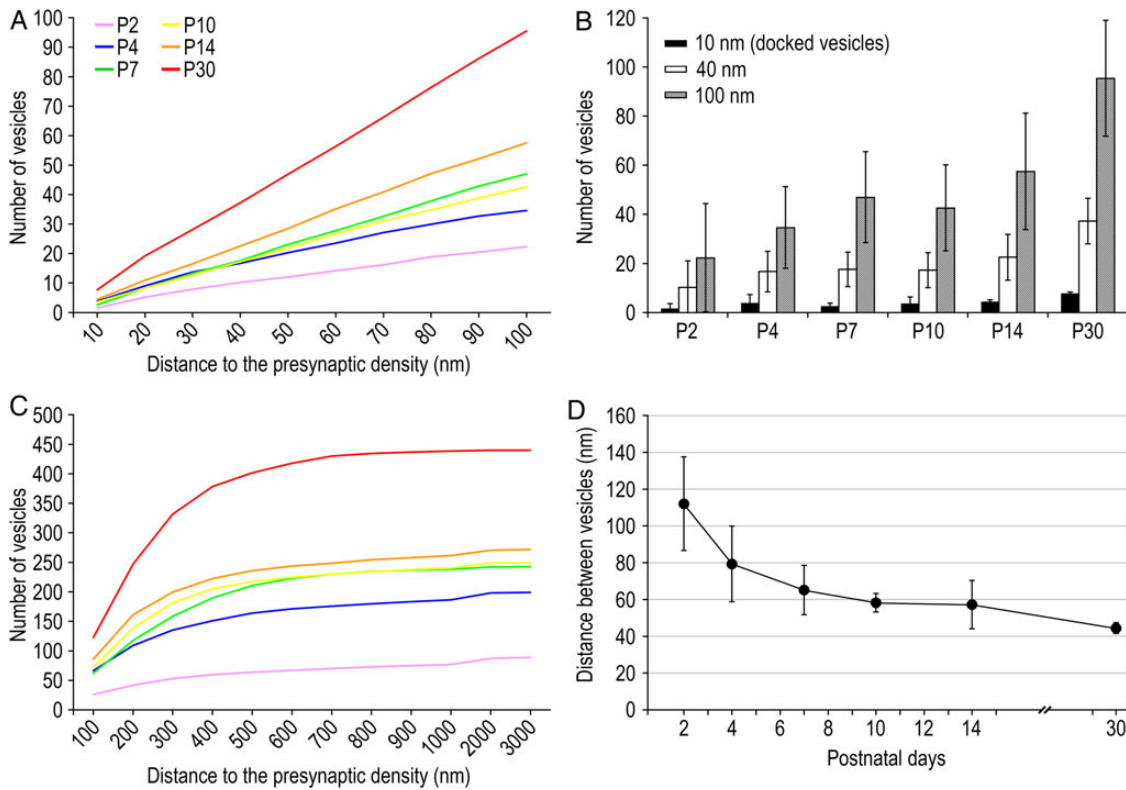 A
P2
P4
P7
P10
P14
P30
Number of vesicles
100
90
80
70
60
50
40
30
20
10
0
10 20 30 40 50 60 70 80 90 100
Distance to the presynaptic density (nm)
B
10 nm (docked vesicles)
40 nm
100 nm
Number of vesicles
120
100
80
60
40
20
0
P2 P4 P7 P10 P14 P30
C
Number of vesicles
500
450
400
350
300
250
200
150
100
50
0
100 200 300 400 500 600 700 800 900 1000 2000 3000
Distance to the presynaptic density (nm)
D
Distance between vesicles (nm)
160
140
120
100
80
60
40
20
0
2 4 6 8 10 12 14 30
Postnatal days